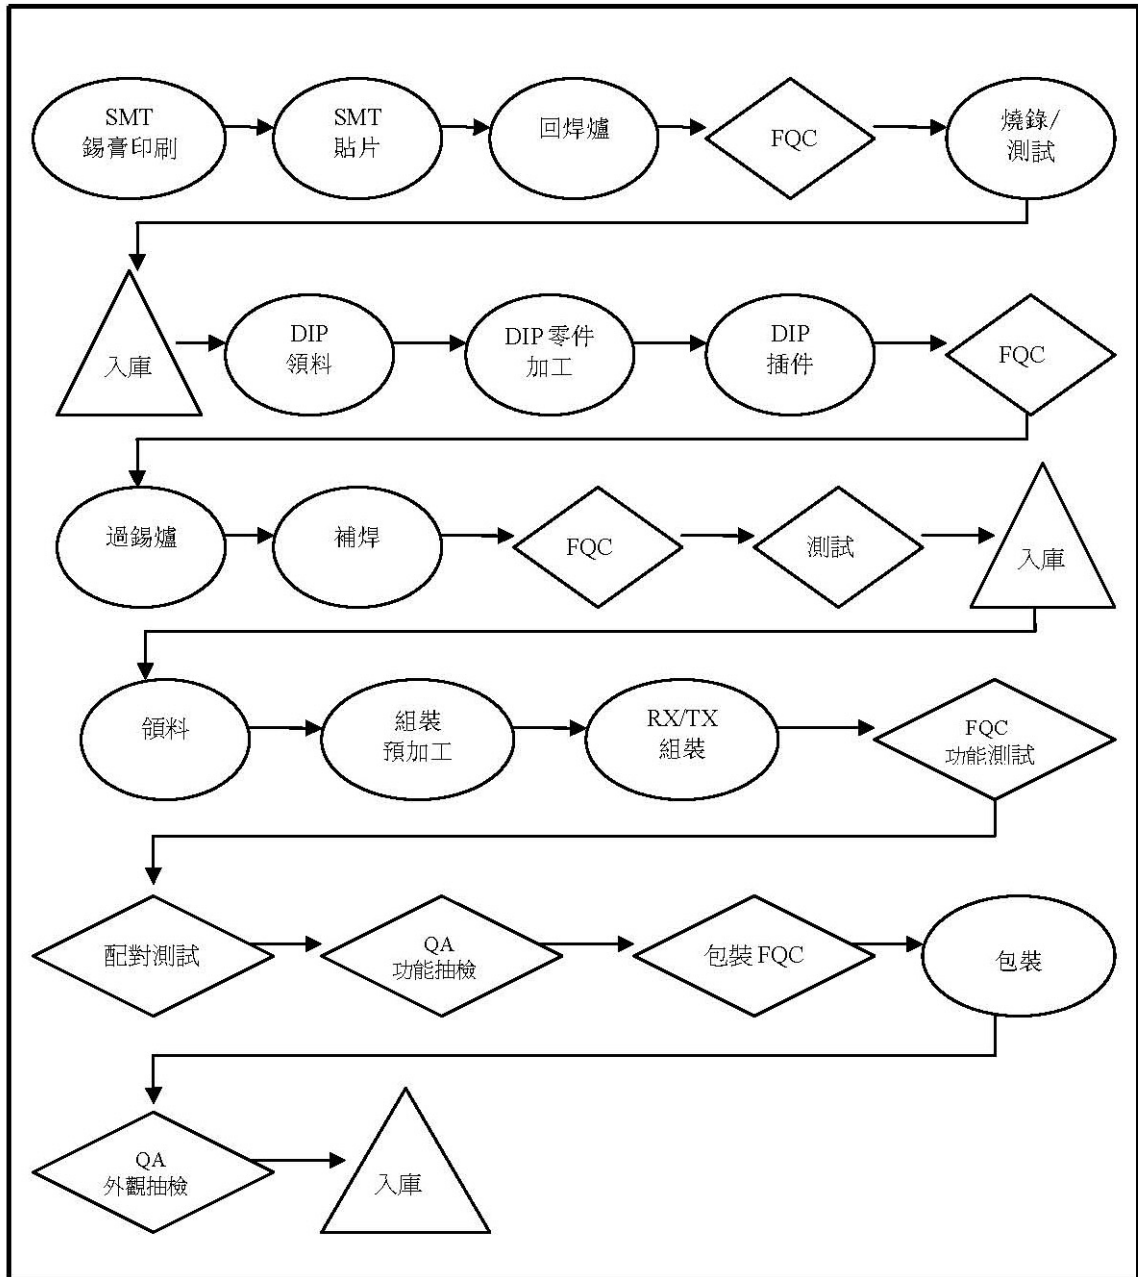 SMT
錫膏印刷
SMT
貼片
回焊爐
FQC
燒錄/
測試
入庫
DIP
領料
DIP 零件
加工
DIP
插件
FQC
過錫爐
補焊
FQC
測試
入庫
領料
組裝
預加工
RX/TX
組裝
FQC
功能測試
配對測試
QA
功能抽檢
包裝 FQC
包裝
QA
外觀抽檢
入庫